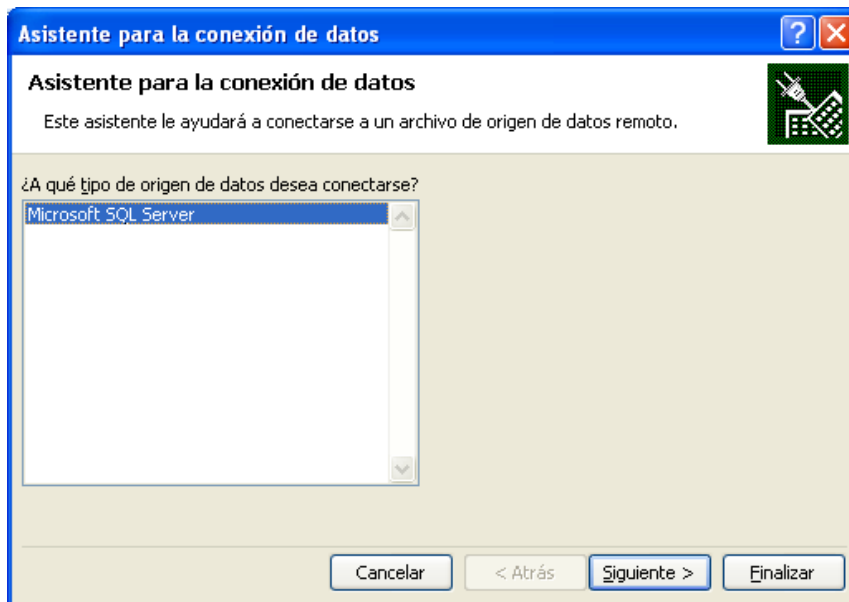 Asistente para la conexión de datos
Asistente para la conexión de datos
Este asistente le ayudará a conectarse a un archivo de origen de datos remoto.
¿A qué tipo de origen de datos desea conectarse?
Microsoft SQL Server
Cancelar < Atrás Siguiente > Finalizar